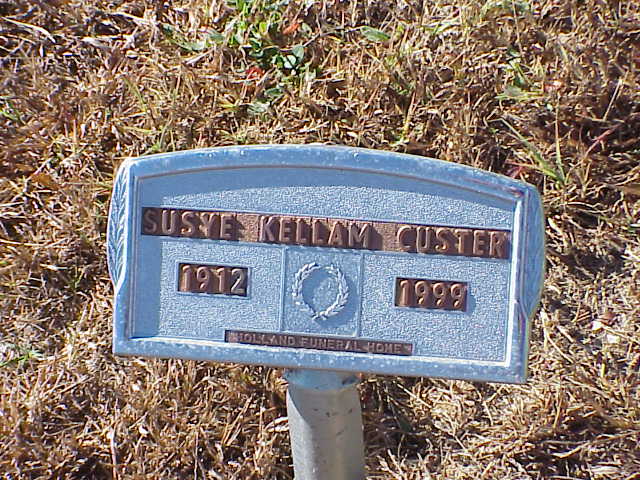 SUSYE KELLAM CUSTER
1912
1999
HOLLAND FUNERAL HOME